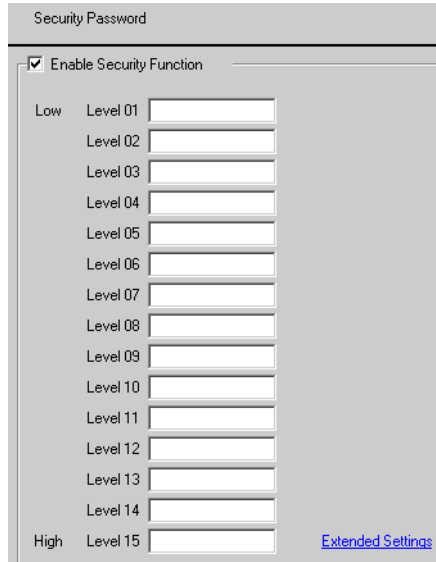 Security Password
Enable Security Function
Low Level 01
Level 02
Level 03
Level 04
Level 05
Level 06
Level 07
Level 08
Level 09
Level 10
Level 11
Level 12
Level 13
Level 14
High Level 15 Extended Settings